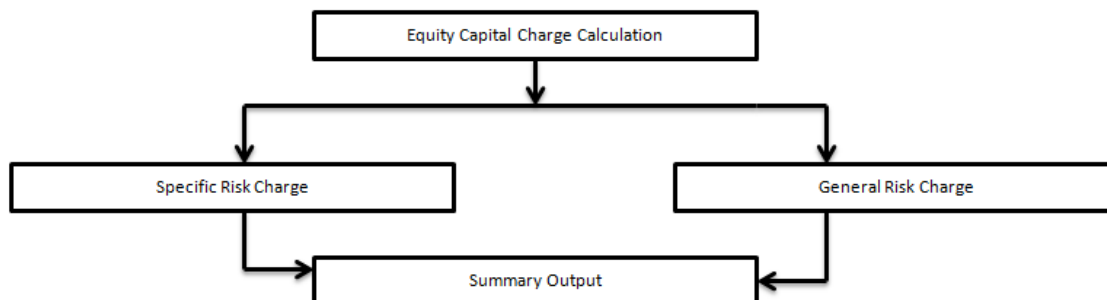 Equity Capital Charge Calculation
Specific Risk Charge
General Risk Charge
Summary Output